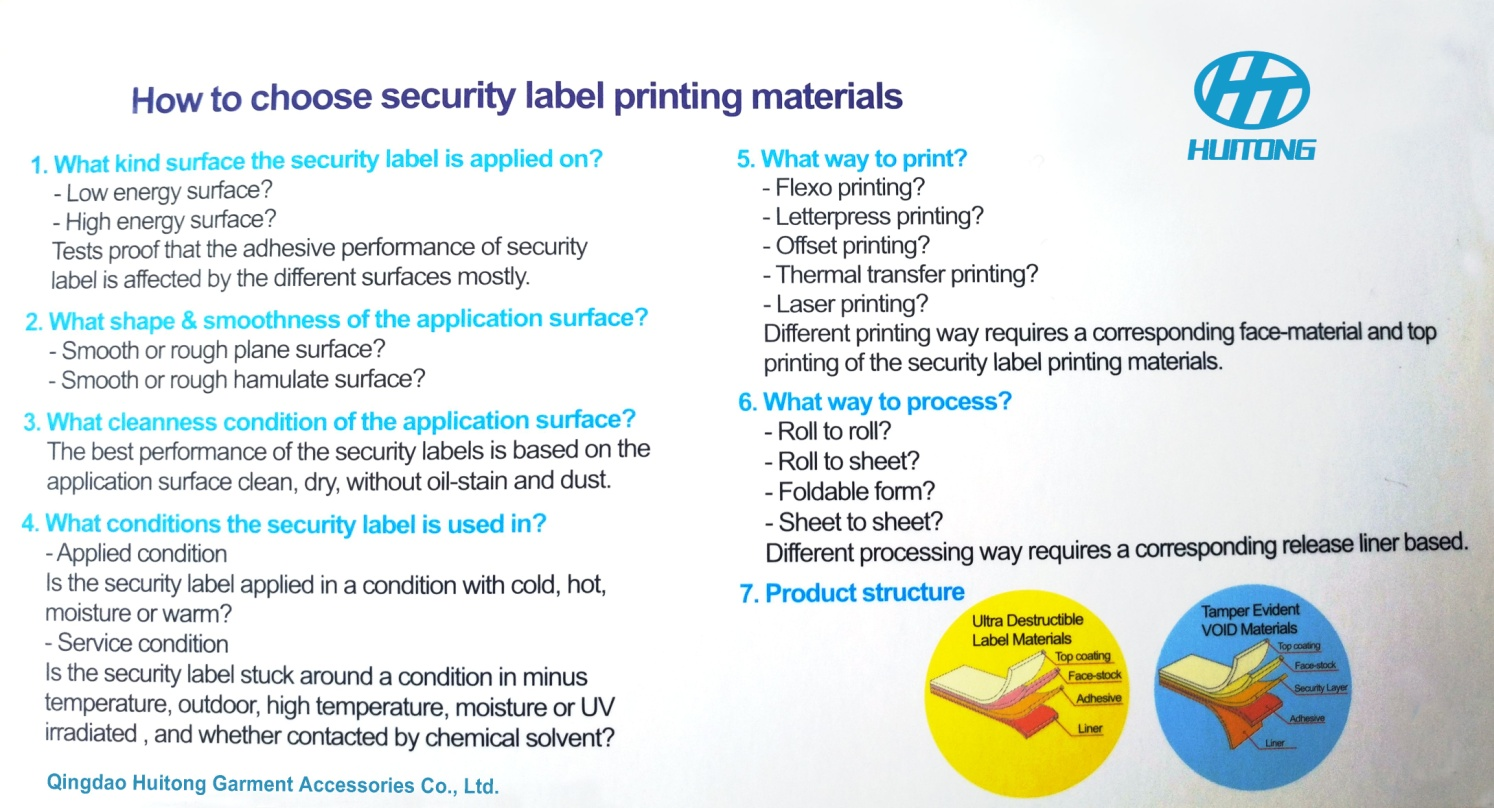 How to choose security label printing materials
HT
HUITONG
1. What kind surface the security label is applied on?
- Low energy surface?
- High energy surface?
Tests proof that the adhesive performance of security
label is affected by the different surfaces mostly.
2. What shape & smoothness of the application surface?
- Smooth or rough plane surface?
- Smooth or rough hamulate surface?
3. What cleanness condition of the application surface?
The best performance of the security labels is based on the
application surface clean, dry, without oil-stain and dust.
4. What conditions the security label is used in?
- Applied condition
Is the security label applied in a condition with cold, hot,
moisture or warm?
- Service condition
Is the security label stuck around a condition in minus
temperature, outdoor, high temperature, moisture or UV
irradiated , and whether contacted by chemical solvent?
Qingdao Huitong Garment Accessories Co., Ltd.
5. What way to print?
- Flexo printing?
- Letterpress printing?
- Offset printing?
- Thermal transfer printing?
- Laser printing?
Different printing way requires a corresponding face-material and top
printing of the security label printing materials.
6. What way to process?
- Roll to roll?
- Roll to sheet?
- Foldable form?
- Sheet to sheet?
Different processing way requires a corresponding release liner based.
7. Product structure
Ultra Destructible
Label Materials
Top coating
Face-stock
Adhesive
Liner
Tamper Evident
VOID Materials
Top coating
Face-stock
Security Layer
Adhesive
Liner